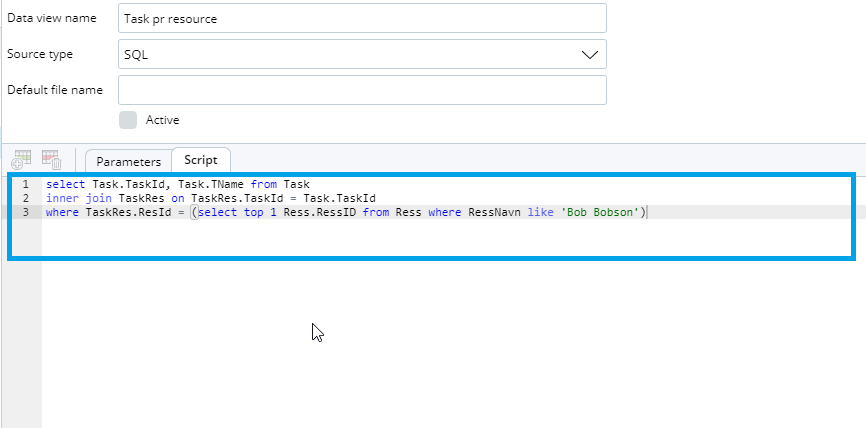 Data view name Task pr resource
Source type SQL
Default file name
Active
Parameters Script
1 select Task.TaskId, Task.TName from Task
2 inner join TaskRes on TaskRes.TaskId = Task.TaskId
3 where TaskRes.ResId = (select top 1 Ress.RessID from Ress where RessNavn like 'Bob Bobson')